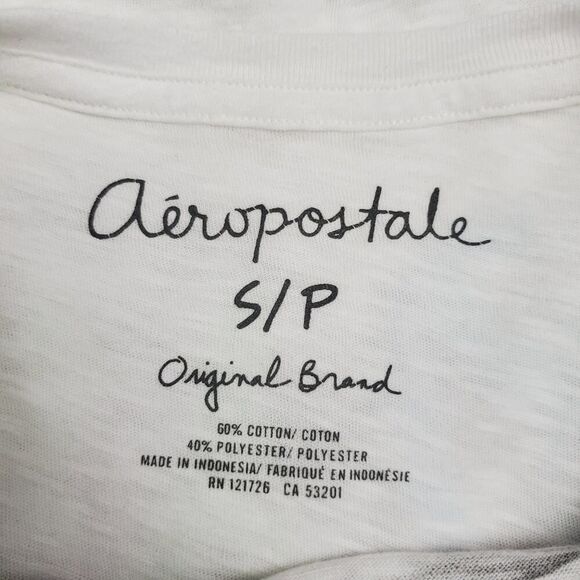 aéropostale
S/P
Original Brand
60% COTTON/ COTON
40% POLYESTER/ POLYESTER
MADE IN INDONESIA/ FABRIQUÉ EN INDONÉSIE
RN 121726 CA 53201